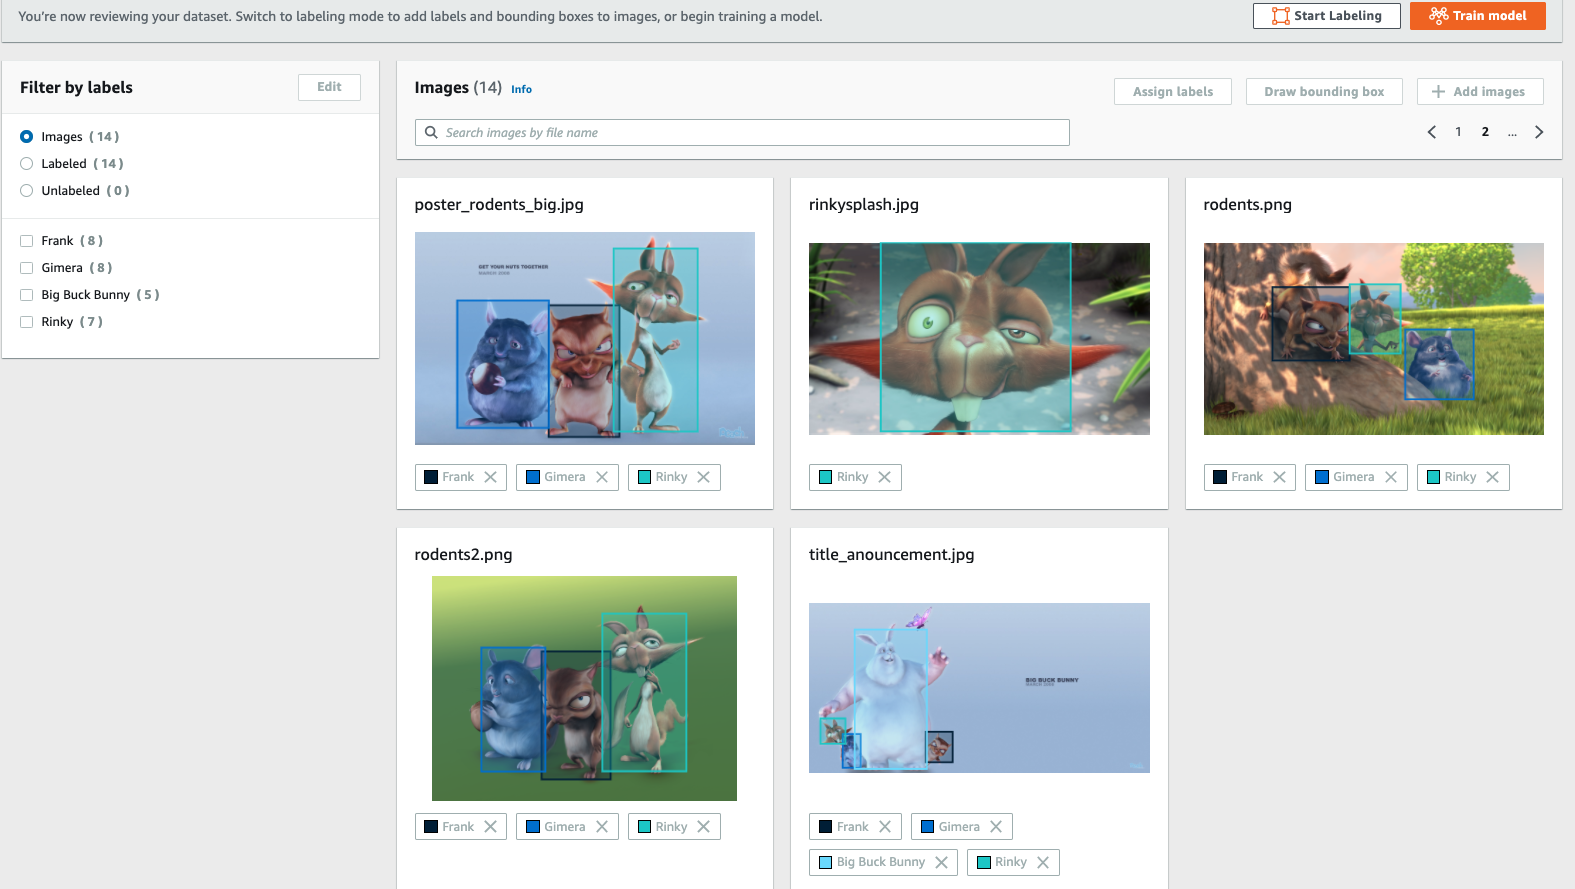 You're now reviewing your dataset. Switch to labeling mode to add labels and bounding boxes to images, or begin training a model.
Start Labeling
Train model
Filter by labels
Edit
Images ( 14 )
Labeled ( 14 )
Unlabeled ( 0 )
Frank ( 8 )
Gimera ( 8 )
Big Buck Bunny ( 5 )
Rinky ( 7 )
Images (14) Info
Assign labels
Draw bounding box
Add images
Search images by file name
1 2 ...
poster_rodents_big.jpg
GET YOUR NUTS TOGETHER
MARCH 2008
Frank
Gimera
Rinky
rinkysplash.jpg
Rinky
rodents.png
Frank
Gimera
Rinky
rodents2.png
Frank
Gimera
Rinky
title_anouncement.jpg
BIG BUCK BUNNY
MARCH 2008
Frank
Gimera
Big Buck Bunny
Rinky